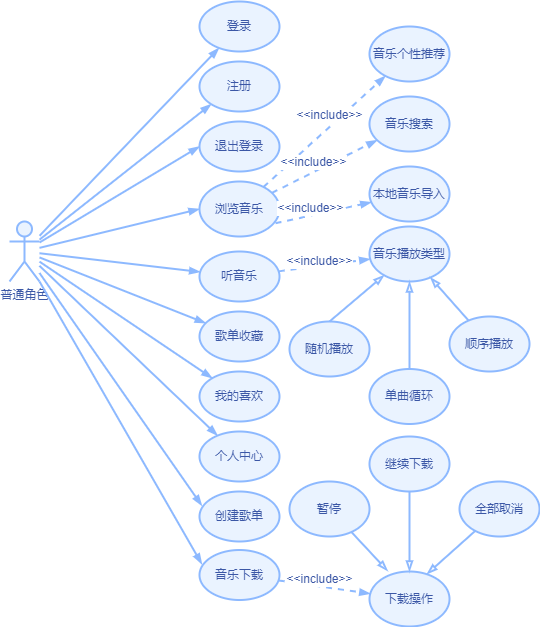 登录
音乐个性推荐
注册
<<include>>
音乐搜索
退出登录
<<include>>
本地音乐导入
浏览音乐
<<include>>
音乐播放类型
听音乐
<<include>>
普通角色
歌单收藏
随机播放
顺序播放
我的喜欢
单曲循环
个人中心
继续下载
创建歌单
暂停
全部取消
音乐下载
<<include>>
下载操作